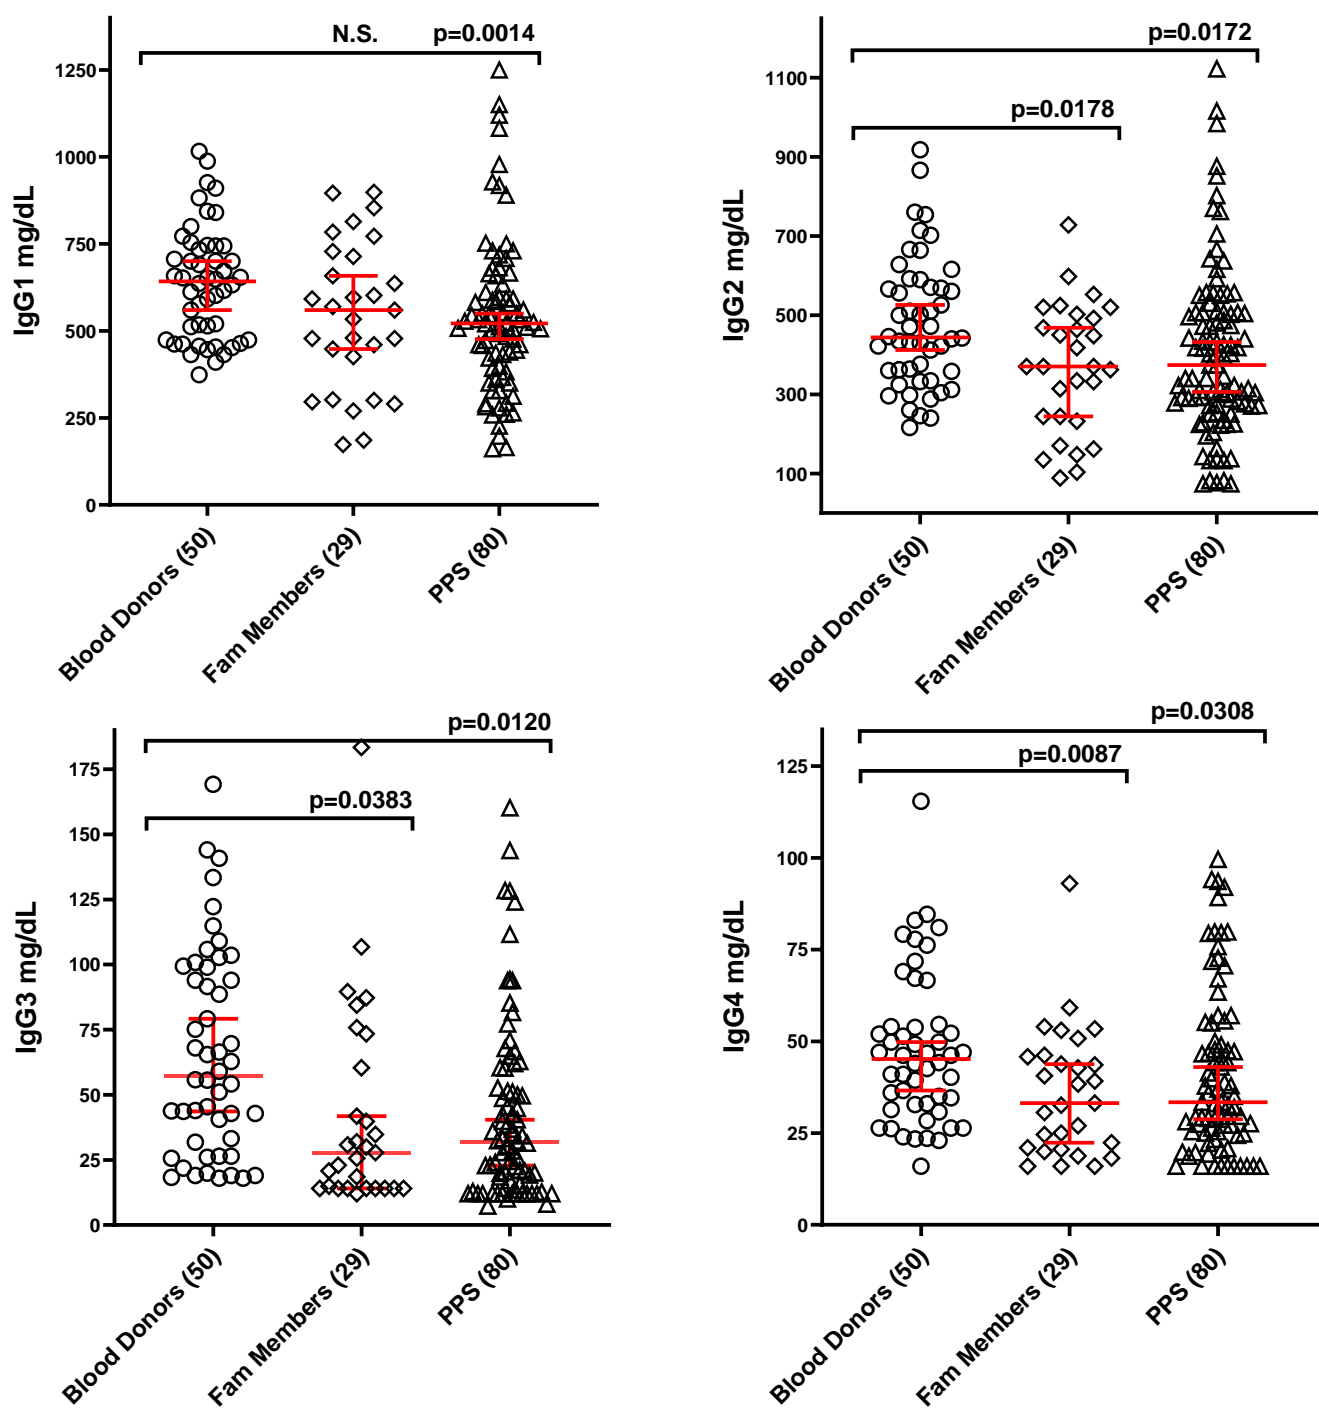 N.S. p=0.0014
IgG1 mg/dL
1250
1000
750
500
250
0
Blood Donors (50)
Fam Members (29)
PPS (80)
p=0.0172
p=0.0178
IgG2 mg/dL
1100
900
700
500
300
100
Blood Donors (50)
Fam Members (29)
PPS (80)
p=0.0120
p=0.0383
IgG3 mg/dL
175
150
125
100
75
50
25
0
Blood Donors (50)
Fam Members (29)
PPS (80)
p=0.0308
p=0.0087
IgG4 mg/dL
125
100
75
50
25
0
Blood Donors (50)
Fam Members (29)
PPS (80)